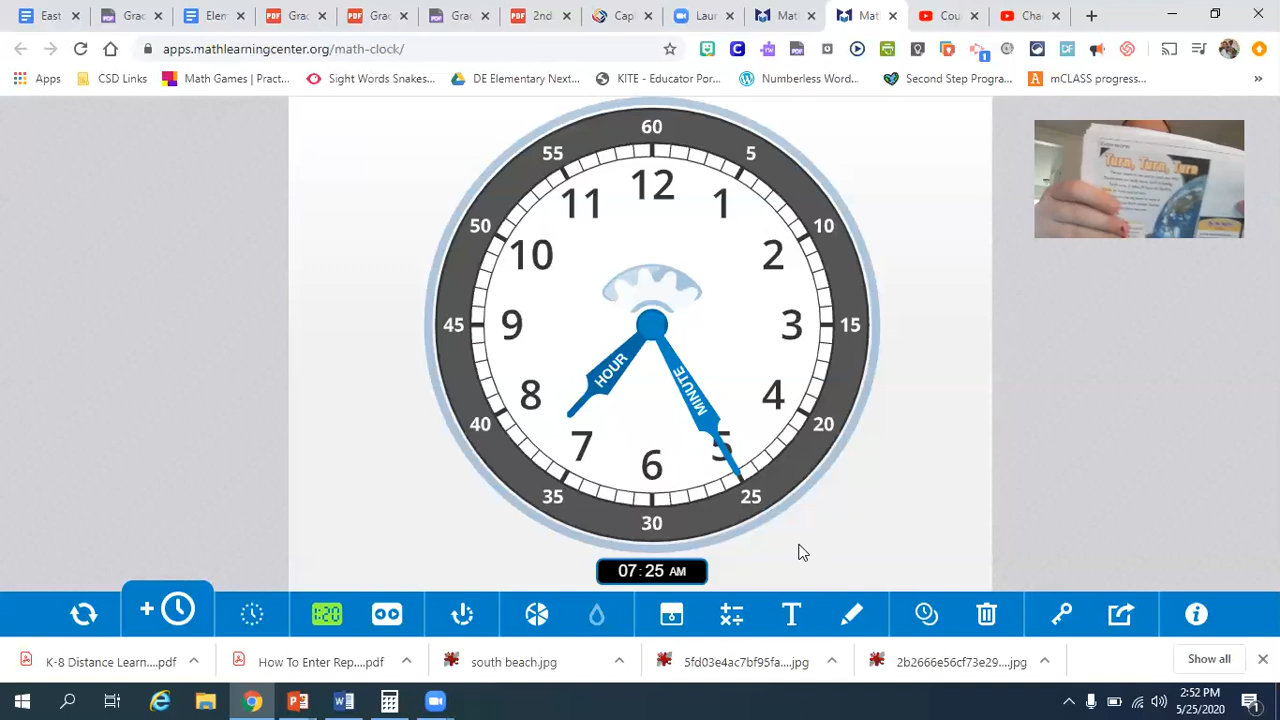 East
Grac
Elem
Grac
Grac
Grac
2nd
Cap
Lau
Mat
Mat
Cou
Cha
apps.mathlearningcenter.org/math-clock/
1
Apps
CSD Links
Math Games | Pract...
Sight Words Snakes...
DE Elementary Next...
KITE - Educator Por...
Numberless Word...
Second Step Progra...
mCLASS progress...
»
60
55 5
50 10
45 15
40 20
35 25
30
12
11 1
10 2
9 3
8 4
7 5
6
HOUR
MINUTE
07:25 AM
Turn, Turn, Turn
1:20
T
K-8 Distance Learn....pdf
How To Enter Rep....pdf
south beach.jpg
5fd03e4ac7bf95fa....jpg
2b2666e56cf73e29....jpg
Show all
2:52 PM
5/25/2020
1